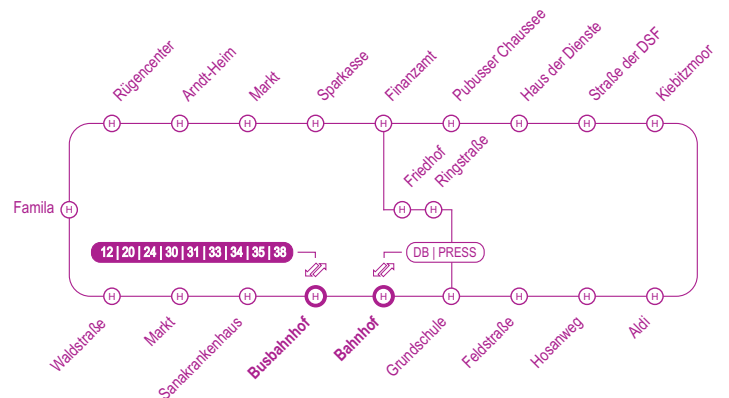 Rügencenter
Arndt-Heim
Markt
Sparkasse
Finanzamt
Pubusser Chaussee
Haus der Dienste
Straße der DSF
Kiebitzmoor
H H H H H H H H H
Friedhof
Ringstraße
Famila H
H H
12 | 20 | 24 | 30 | 31 | 33 | 34 | 35 | 38
DB | PRESS
H H H H H H H H H
Waldstraße
Markt
Sanakrankenhaus
Busbahnhof
Bahnhof
Grundschule
Feldstraße
Hosanweg
Aldi